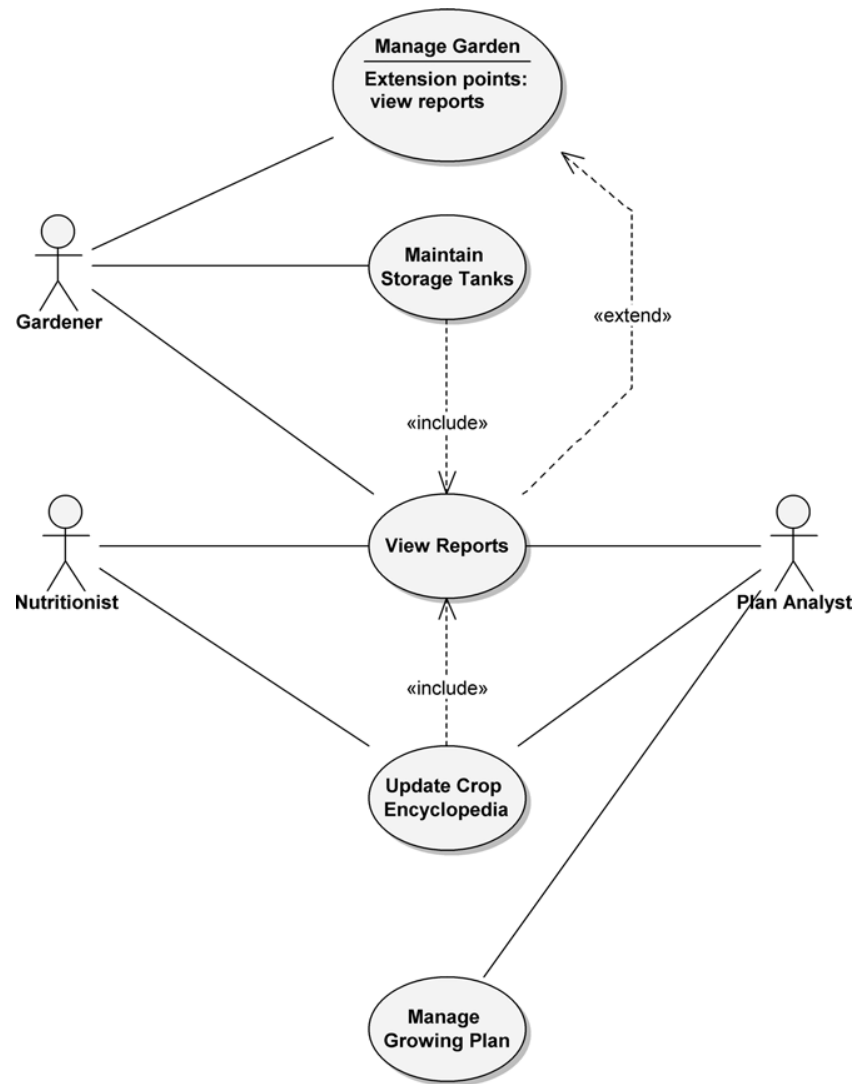 Manage Garden
Extension points:
view reports
Maintain
Storage Tanks
Gardener
«extend»
«include»
View Reports
Nutritionist
Plan Analyst
«include»
Update Crop
Encyclopedia
Manage
Growing Plan